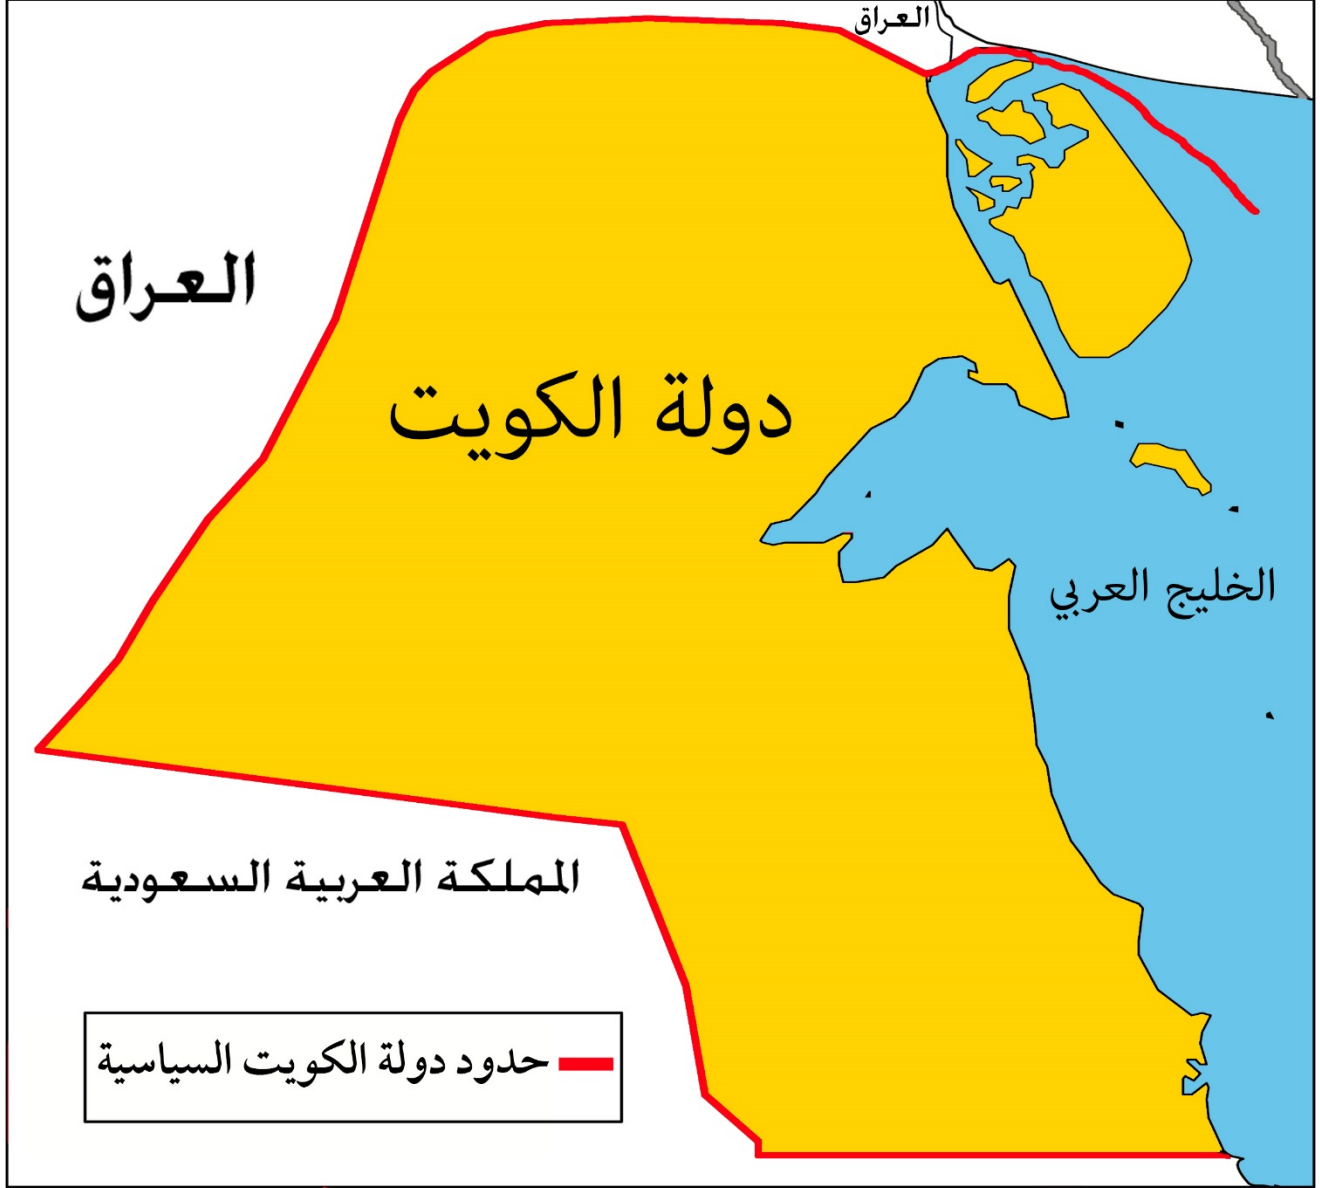 العراق
العراق
دولة الكويت
الخليج العربي
المملكة العربية السعودية
حدود دولة الكويت السياسية